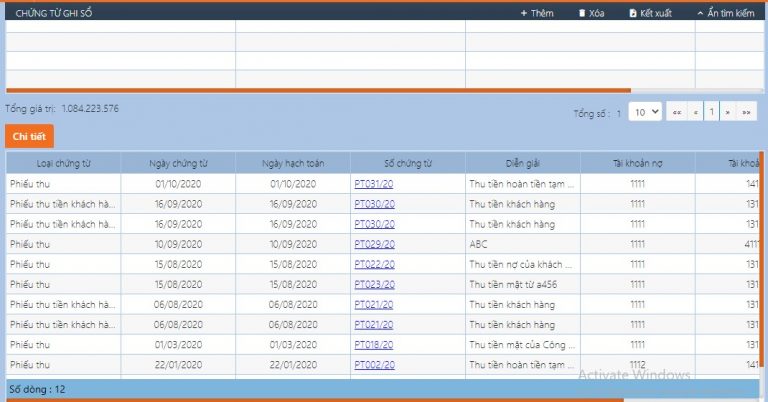 CHỨNG TỪ GHI SỔ + Thêm Xóa Kết xuất Ẩn tìm kiếm
Tổng giá trị: 1.084.223.576
Tổng số : 1 10 «« « 1 » »»
Chi tiết
Loại chứng từ Ngày chứng từ Ngày hạch toán Số chứng từ Diễn giải Tài khoản nợ Tài khoả
Phiếu thu 01/10/2020 01/10/2020 PT031/20 Thu tiền hoàn tiền tạm ... 1111 141
Phiếu thu tiền khách hà... 16/09/2020 16/09/2020 PT030/20 Thu tiền khách hàng 1111 131
Phiếu thu tiền khách hà... 16/09/2020 16/09/2020 PT030/20 Thu tiền khách hàng 1111 131
Phiếu thu 10/09/2020 10/09/2020 PT029/20 ABC 1111 4111
Phiếu thu 15/08/2020 15/08/2020 PT022/20 Thu tiền nợ của khách ... 1111 131
Phiếu thu 15/08/2020 15/08/2020 PT023/20 Thu tiền mặt từ a456 1111 131
Phiếu thu tiền khách hà... 06/08/2020 06/08/2020 PT021/20 Thu tiền khách hàng 1111 131
Phiếu thu tiền khách hà... 06/08/2020 06/08/2020 PT021/20 Thu tiền khách hàng 1111 131
Phiếu thu 01/03/2020 01/03/2020 PT018/20 Thu tiền mặt của Công ... 1111 131
Phiếu thu 22/01/2020 22/01/2020 PT002/20 Thu tiền hoàn tiền tạm ... 1112 141
Activate Windows
Số dòng : 12